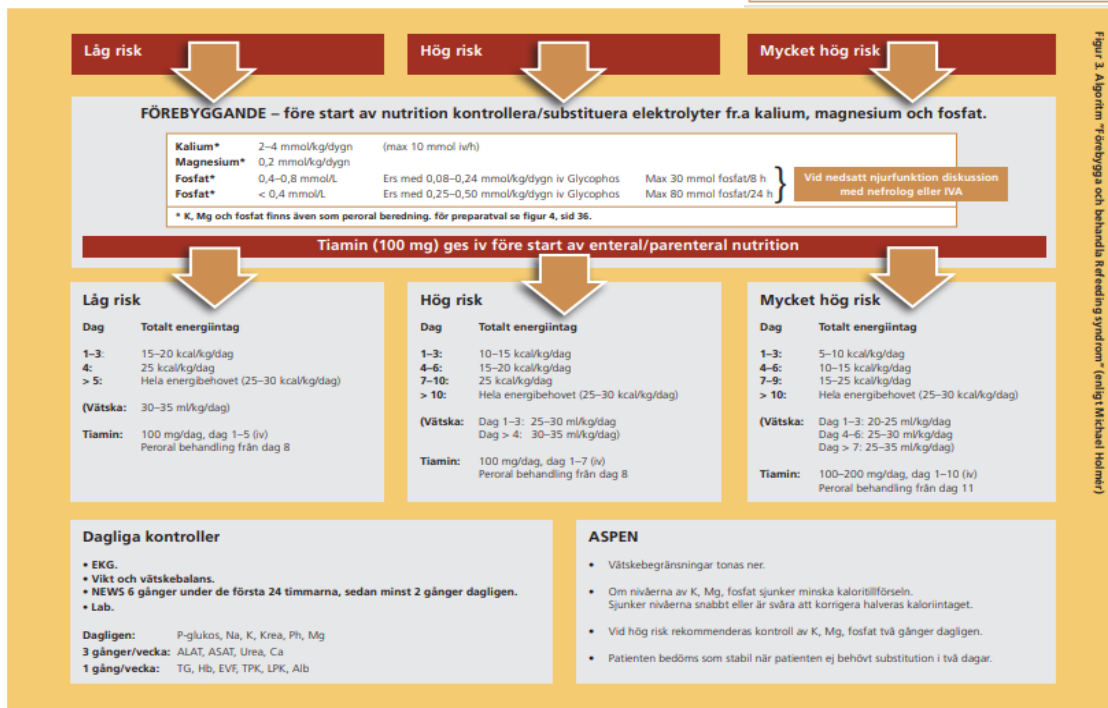 Låg risk
Hög risk
Mycket hög risk
FÖREBYGGANDE – före start av nutrition kontrollera/substituera elektrolyter fr.a kalium, magnesium och fosfat.
Kalium* 2–4 mmol/kg/dygn (max 10 mmol iv/h)
Magnesium* 0,2 mmol/kg/dygn
Fosfat* 0,4–0,8 mmol/L Ers med 0,08–0,24 mmol/kg/dygn iv Glycophos Max 30 mmol fosfat/8 h
Fosfat* < 0,4 mmol/L Ers med 0,25–0,50 mmol/kg/dygn iv Glycophos Max 80 mmol fosfat/24 h
}
Vid nedsatt njurfunktion diskussion
med nefrolog eller IVA
* K, Mg och fosfat finns även som peroral beredning. för preparatval se figur 4, sid 36.
Tiamin (100 mg) ges iv före start av enteral/parenteral nutrition
Låg risk
Dag Totalt energiintag
1–3: 15–20 kcal/kg/dag
4: 25 kcal/kg/dag
> 5: Hela energibehovet (25–30 kcal/kg/dag)
(Vätska: 30–35 ml/kg/dag)
Tiamin: 100 mg/dag, dag 1–5 (iv)
Peroral behandling från dag 8
Hög risk
Dag Totalt energiintag
1–3: 10–15 kcal/kg/dag
4–6: 15–20 kcal/kg/dag
7–10: 25 kcal/kg/dag
> 10: Hela energibehovet (25–30 kcal/kg/dag)
(Vätska: Dag 1–3: 25–30 ml/kg/dag
Dag > 4: 30–35 ml/kg/dag)
Tiamin: 100 mg/dag, dag 1–7 (iv)
Peroral behandling från dag 8
Mycket hög risk
Dag Totalt energiintag
1–3: 5–10 kcal/kg/dag
4–6: 10–15 kcal/kg/dag
7–9: 15–25 kcal/kg/dag
> 10: Hela energibehovet (25–30 kcal/kg/dag)
(Vätska: Dag 1–3: 20-25 ml/kg/dag
Dag 4–6: 25–30 ml/kg/dag
Dag > 7: 25–35 ml/kg/dag)
Tiamin: 100–200 mg/dag, dag 1–10 (iv)
Peroral behandling från dag 11
Dagliga kontroller
• EKG.
• Vikt och vätskebalans.
• NEWS 6 gånger under de första 24 timmarna, sedan minst 2 gånger dagligen.
• Lab.
Dagligen: P-glukos, Na, K, Krea, Ph, Mg
3 gånger/vecka: ALAT, ASAT, Urea, Ca
1 gång/vecka: TG, Hb, EVF, TPK, LPK, Alb
ASPEN
• Vätskebegränsningar tonas ner.
• Om nivåerna av K, Mg, fosfat sjunker minska kaloritillförseln.
Sjunker nivåerna snabbt eller är svåra att korrigera halveras kaloriintaget.
• Vid hög risk rekommenderas kontroll av K, Mg, fosfat två gånger dagligen.
• Patienten bedöms som stabil när patienten ej behövt substitution i två dagar.
Figur 3. Algoritm "Förebygga och behandla Refeeding syndrom" (enligt Michael Holmér)